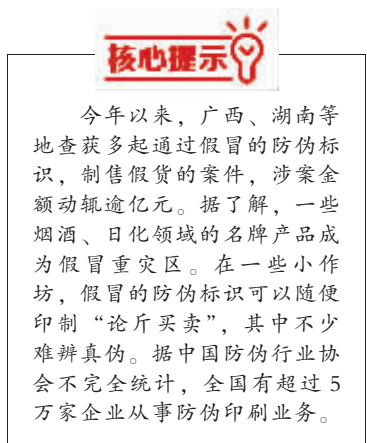 核心提示
今年以来，广西、湖南等
地查获多起通过假冒的防伪标
识，制售假货的案件，涉案金
额动辄逾亿元。据了解，一些
烟酒、日化领域的名牌产品成
为假冒重灾区。在一些小作
坊，假冒的防伪标识可以随便
印制“论斤买卖”，其中不少
难辨真伪。据中国防伪行业协
会不完全统计，全国有超过5
万家企业从事防伪印刷业务。